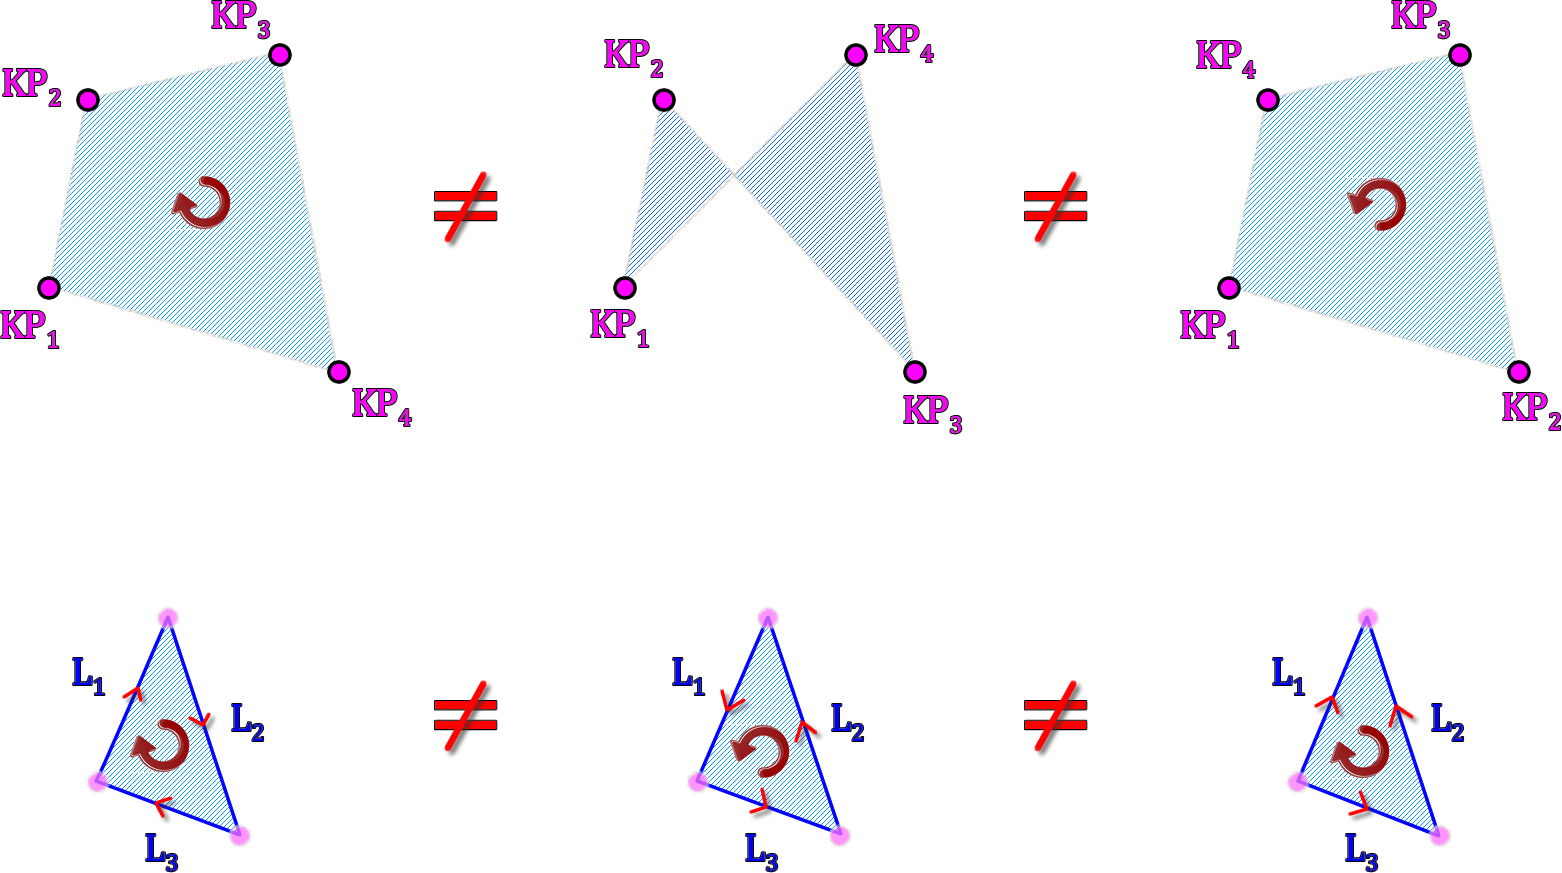 KP₃ KP₂ KP₄ KP₃
KP₂ KP₄
≠ ≠
KP₁ KP₁ KP₁
KP₄ KP₃ KP₂
L₁ L₁ L₁
≠ ≠
L₂ L₂ L₂
L₃ L₃ L₃